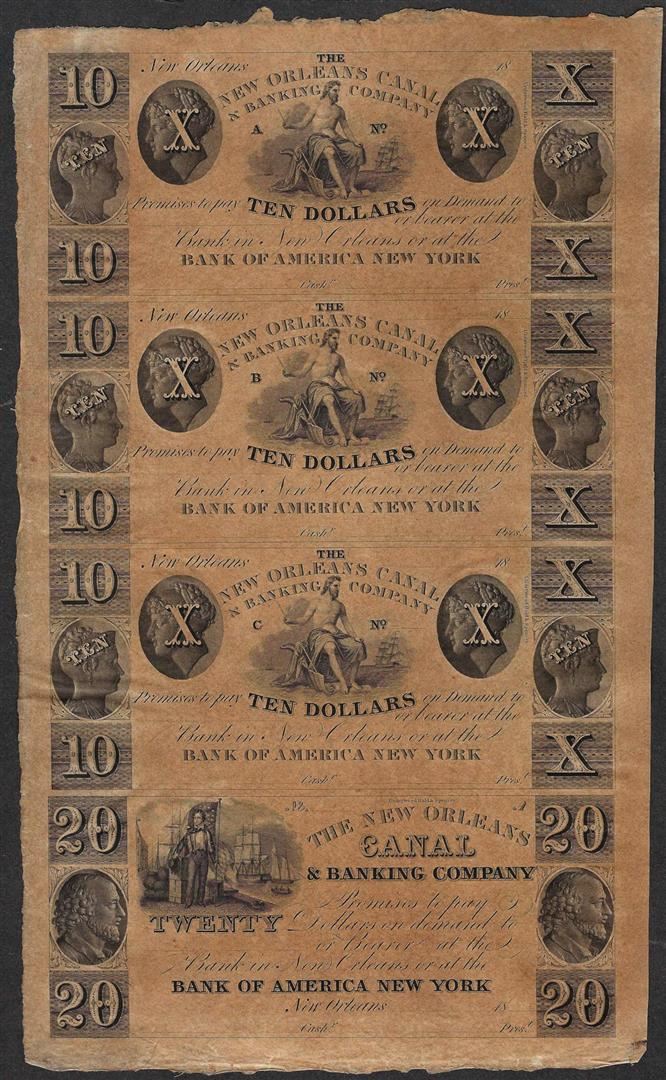 10 New Orleans THE 18 X
NEW ORLEANS CANAL
& BANKING COMPANY
X X
A No
TEN TEN
Promises to pay TEN DOLLARS on Demand to
or bearer at the
Bank in New Orleans or at the
10 BANK OF AMERICA NEW YORK X
Cashr. Prest.
10 New Orleans THE 18 X
NEW ORLEANS CANAL
& BANKING COMPANY
X X
B No
TEN TEN
Promises to pay TEN DOLLARS on Demand to
or bearer at the
Bank in New Orleans or at the
10 BANK OF AMERICA NEW YORK X
Cashr. Prest.
10 New Orleans THE 18 X
NEW ORLEANS CANAL
& BANKING COMPANY
X X
C No
TEN TEN
Promises to pay TEN DOLLARS on Demand to
or bearer at the
Bank in New Orleans or at the
10 BANK OF AMERICA NEW YORK X
Cashr. Prest.
20 No. A 20
THE NEW ORLEANS
CANAL
& BANKING COMPANY
Promises to pay
TWENTY Dollars on demand to
or Bearer at the
Bank in New Orleans or at the
20 BANK OF AMERICA NEW YORK 20
New Orleans 18
Cashr. Prest.